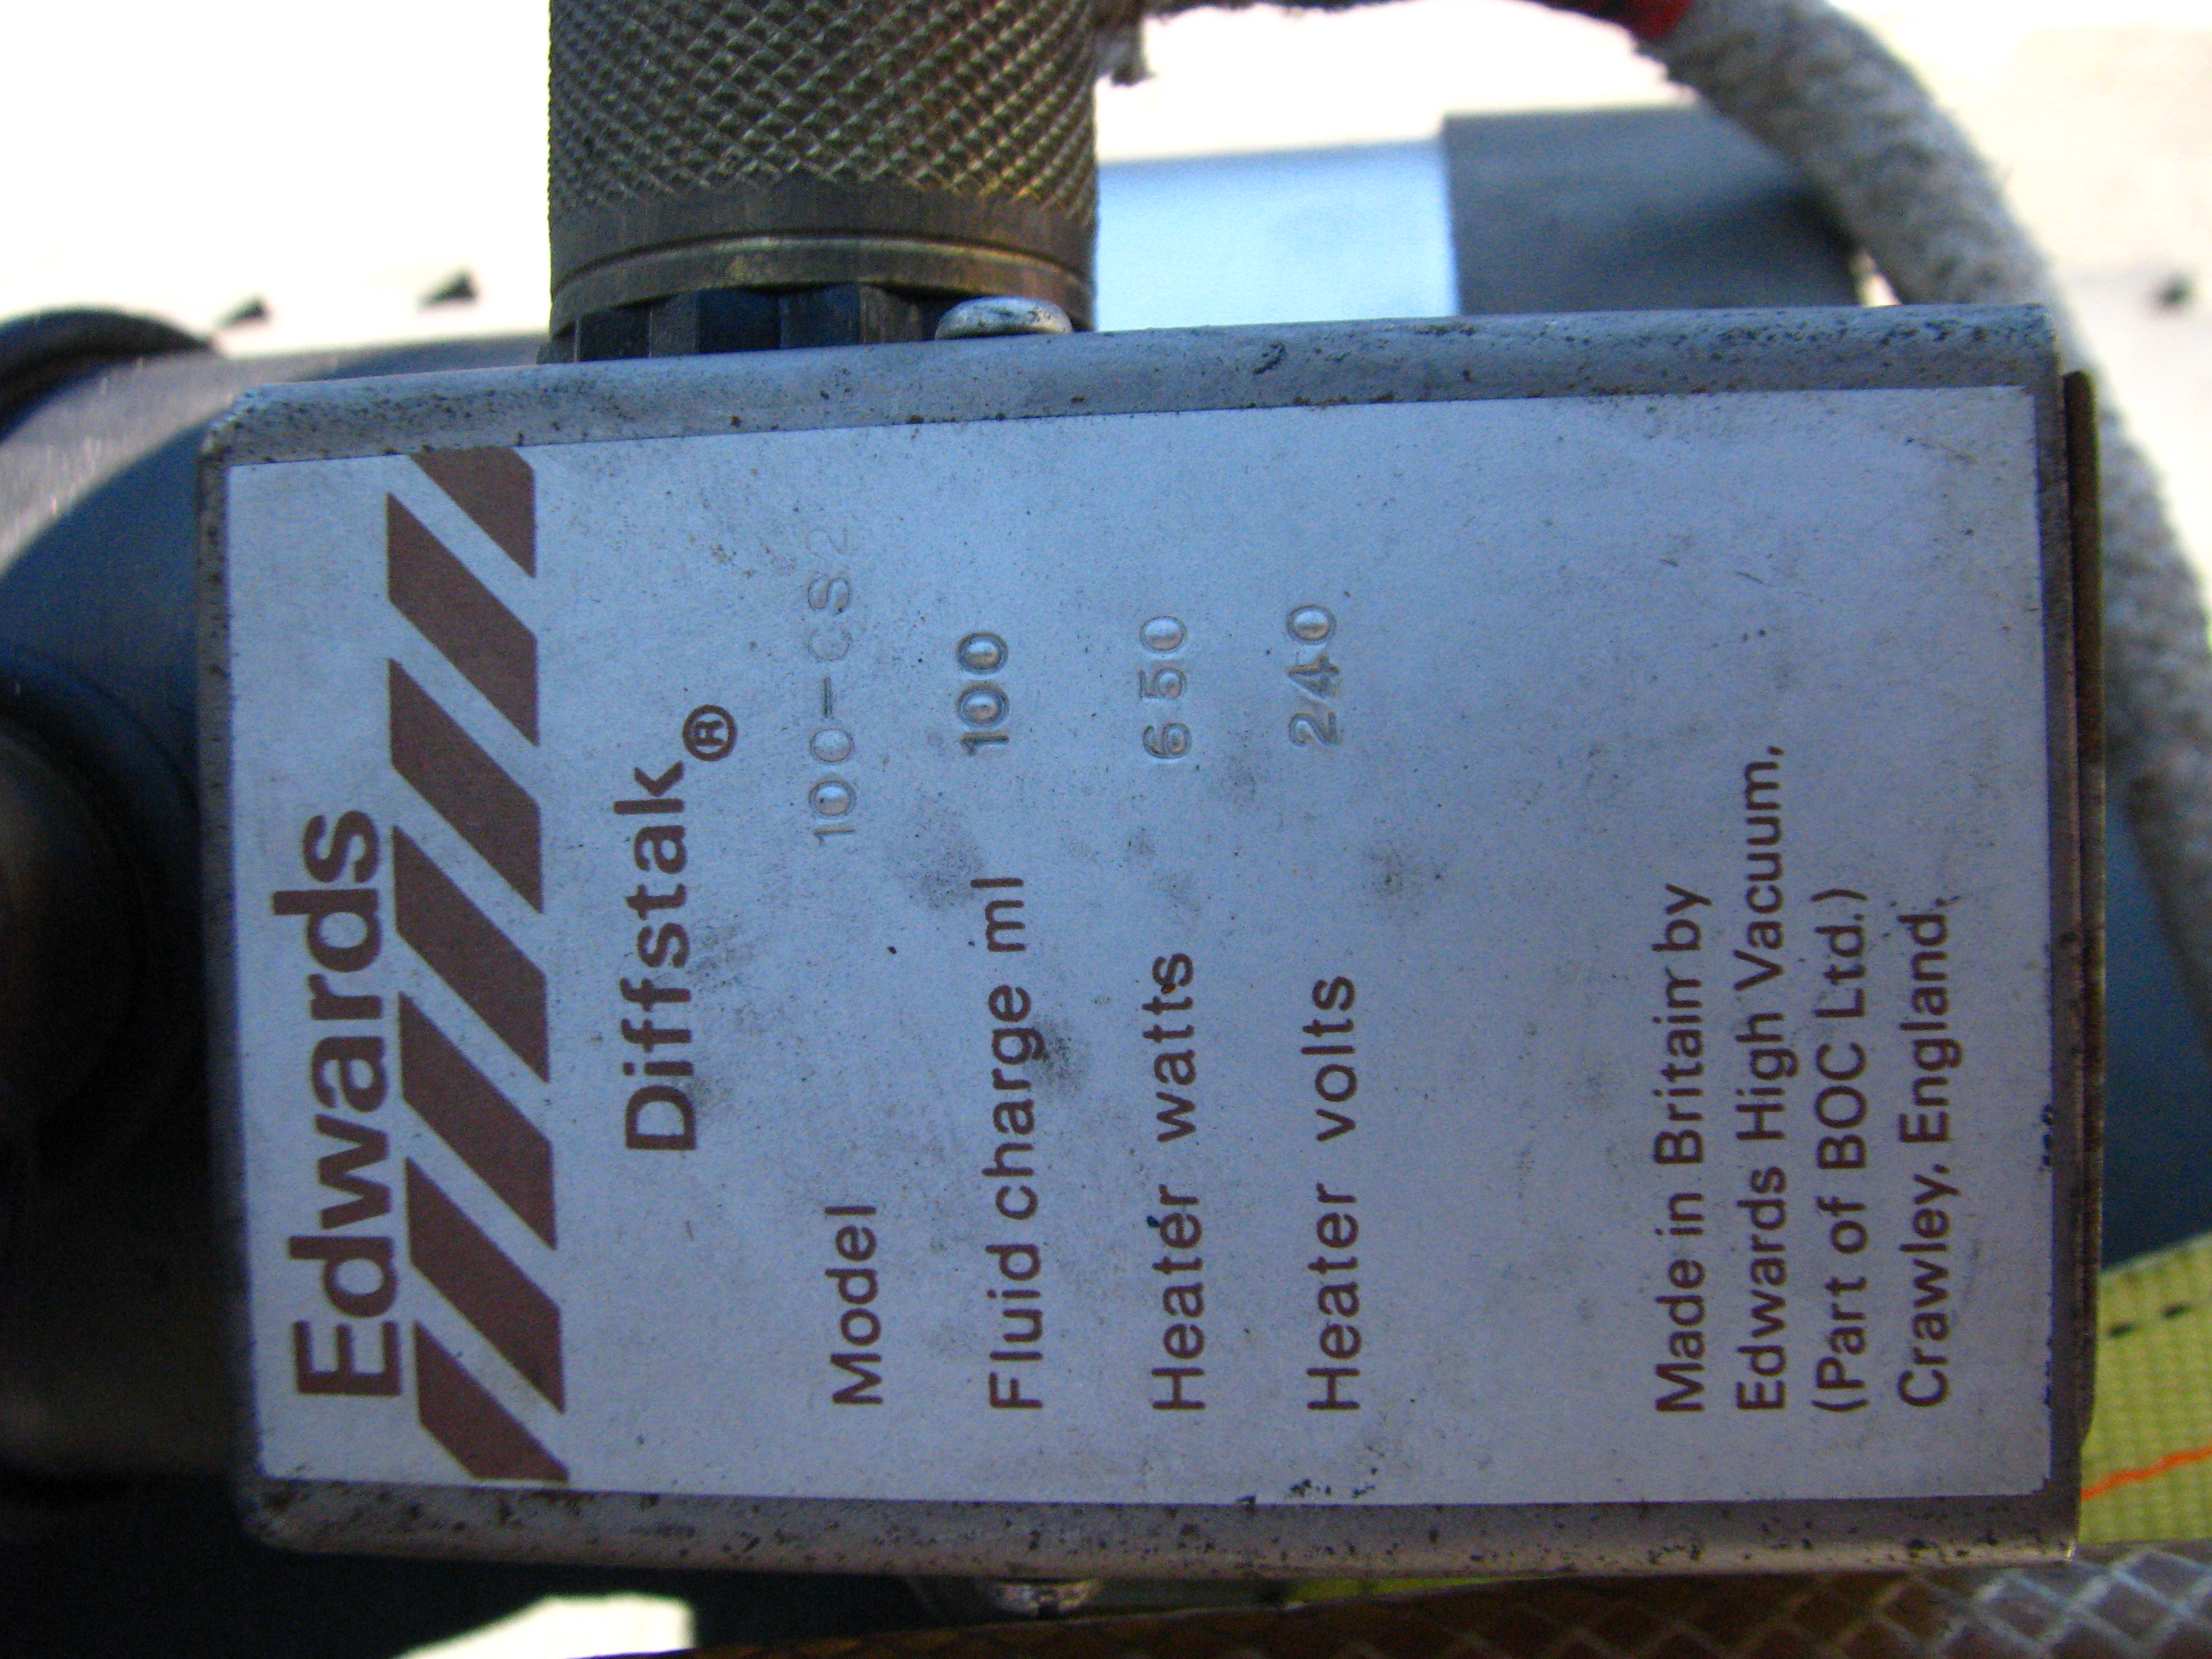 Edwards
Diffstak®
Model 100-CS2
Fluid charge ml 100
Heater watts 650
Heater volts 240
Made in Britain by
Edwards High Vacuum,
(Part of BOC Ltd.)
Crawley, England.